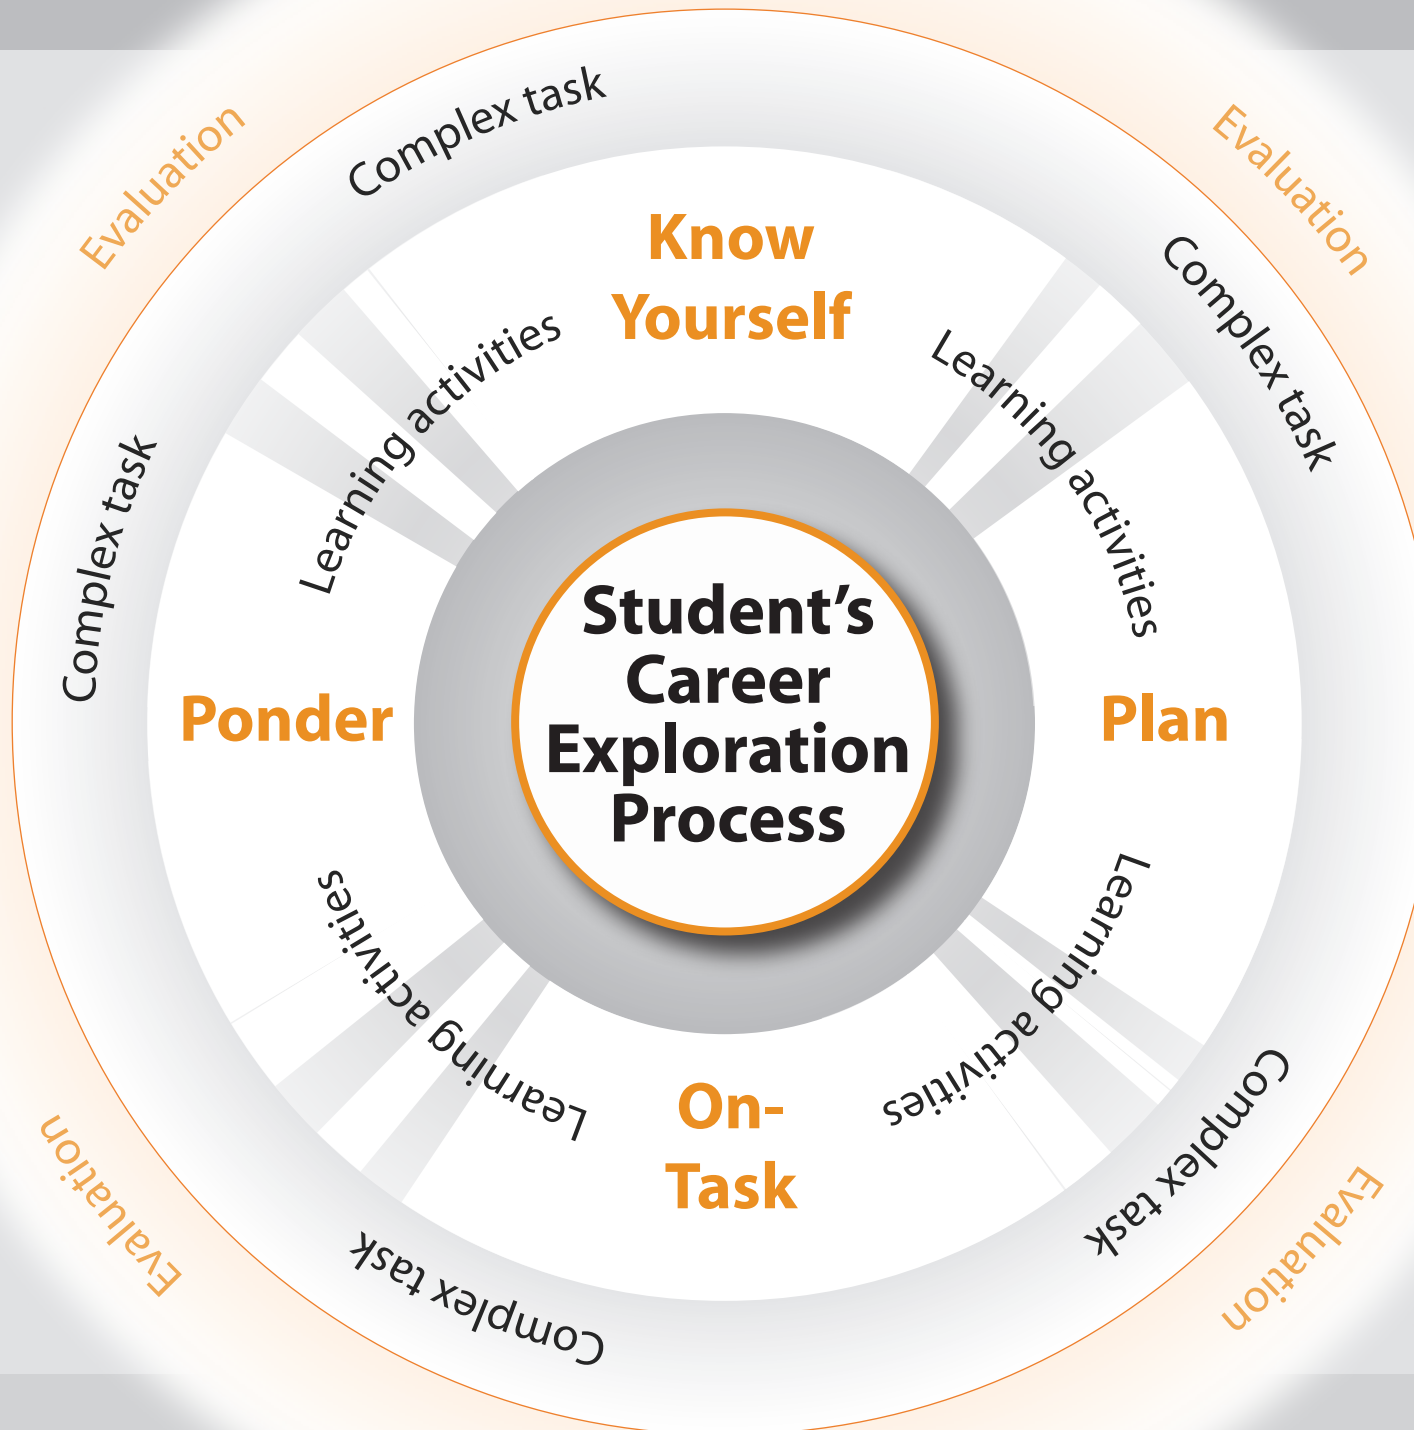 Evaluation
Evaluation
Complex task
Complex task
Complex task
Know
Yourself
Learning activities
Learning activities
Student’s
Career
Exploration
Process
Ponder
Plan
Learning activities
Learning activities
On-
Task
Complex task
Complex task
Evaluation
Evaluation